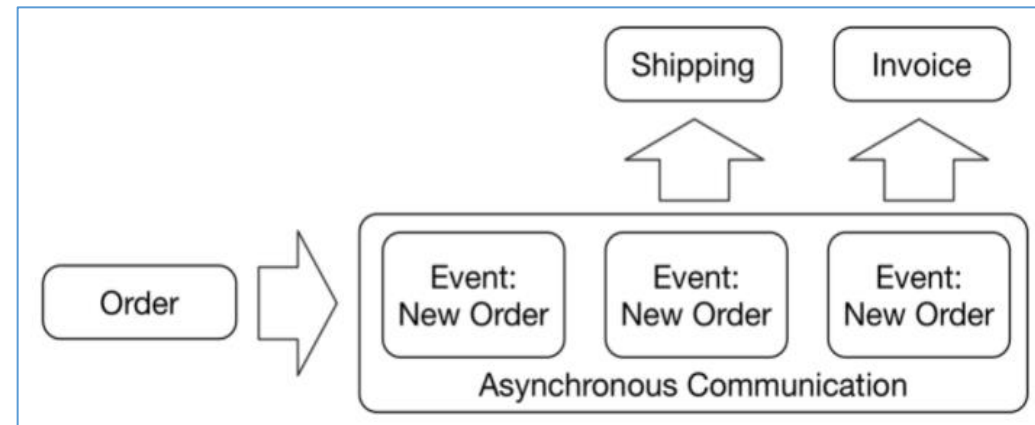 Shipping
Invoice
Order
Event:
New Order
Event:
New Order
Event:
New Order
Asynchronous Communication